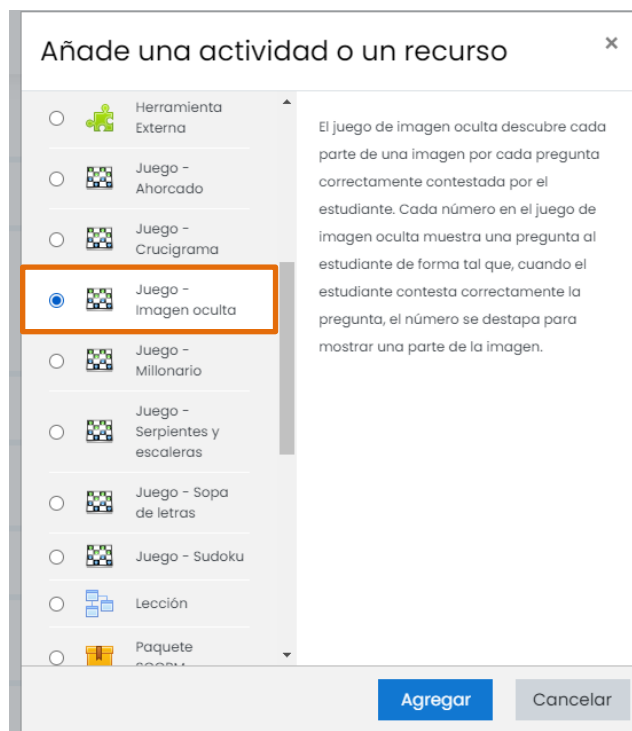 Añade una actividad o un recurso
×
Herramienta
Externa
Juego -
Ahorcado
Juego -
Crucigrama
Juego -
Imagen oculta
Juego -
Millonario
Juego -
Serpientes y
escaleras
Juego - Sopa
de letras
Juego - Sudoku
Lección
Paquete
El juego de imagen oculta descubre cada
parte de una imagen por cada pregunta
correctamente contestada por el
estudiante. Cada número en el juego de
imagen oculta muestra una pregunta al
estudiante de forma tal que, cuando el
estudiante contesta correctamente la
pregunta, el número se destapa para
mostrar una parte de la imagen.
Agregar
Cancelar